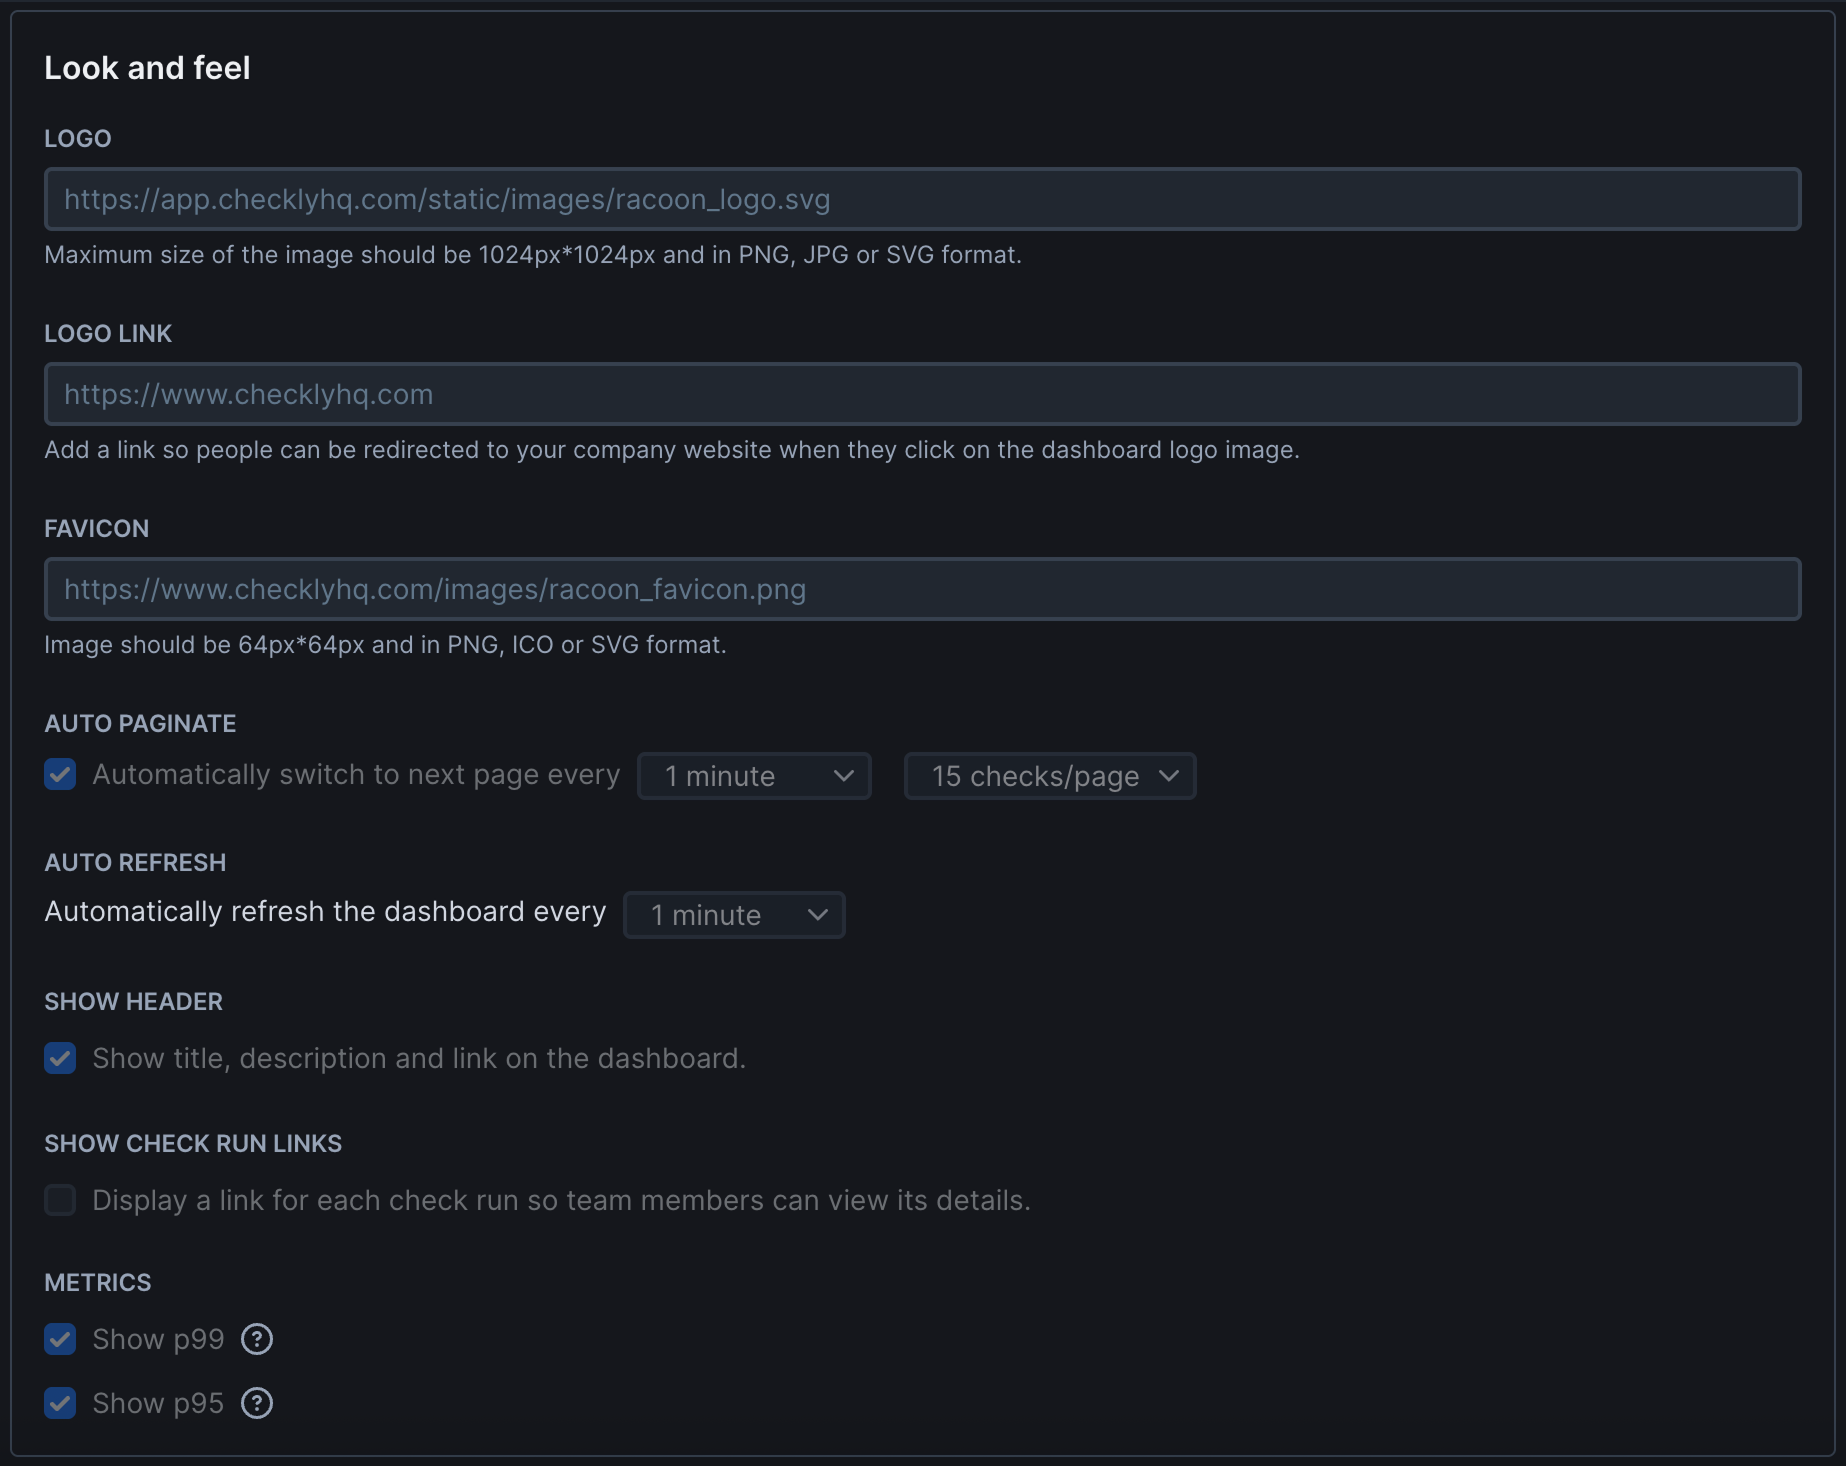 Look and feel
LOGO
https://app.checklyhq.com/static/images/racoon_logo.svg
Maximum size of the image should be 1024px*1024px and in PNG, JPG or SVG format.
LOGO LINK
https://www.checklyhq.com
Add a link so people can be redirected to your company website when they click on the dashboard logo image.
FAVICON
https://www.checklyhq.com/images/racoon_favicon.png
Image should be 64px*64px and in PNG, ICO or SVG format.
AUTO PAGINATE
Automatically switch to next page every 1 minute 15 checks/page
AUTO REFRESH
Automatically refresh the dashboard every 1 minute
SHOW HEADER
Show title, description and link on the dashboard.
SHOW CHECK RUN LINKS
Display a link for each check run so team members can view its details.
METRICS
Show p99 ?
Show p95 ?